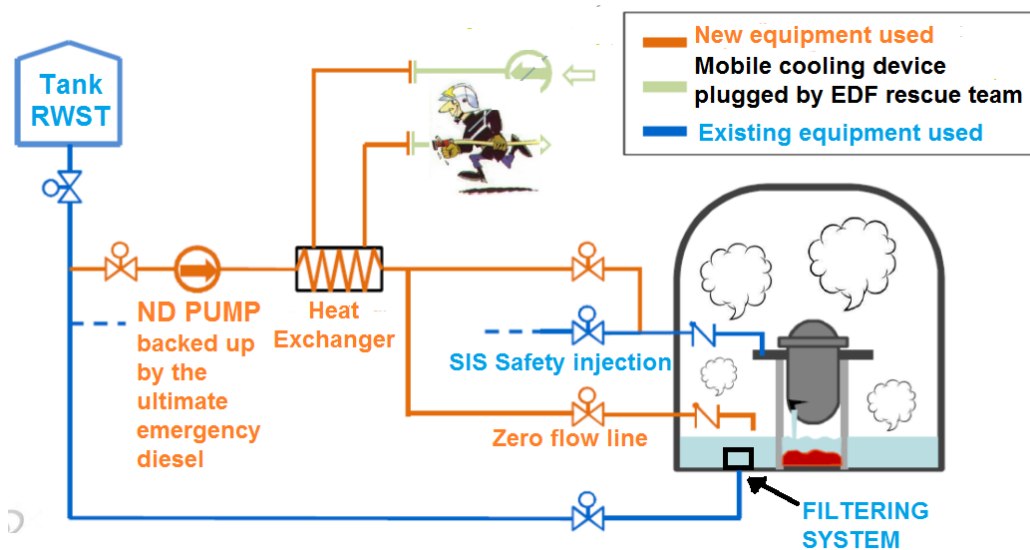 Tank
RWST
New equipment used
Mobile cooling device
plugged by EDF rescue team
Existing equipment used
ND PUMP
backed up
by the
ultimate
emergency
diesel
Heat
Exchanger
SIS Safety injection
Zero flow line
FILTERING
SYSTEM